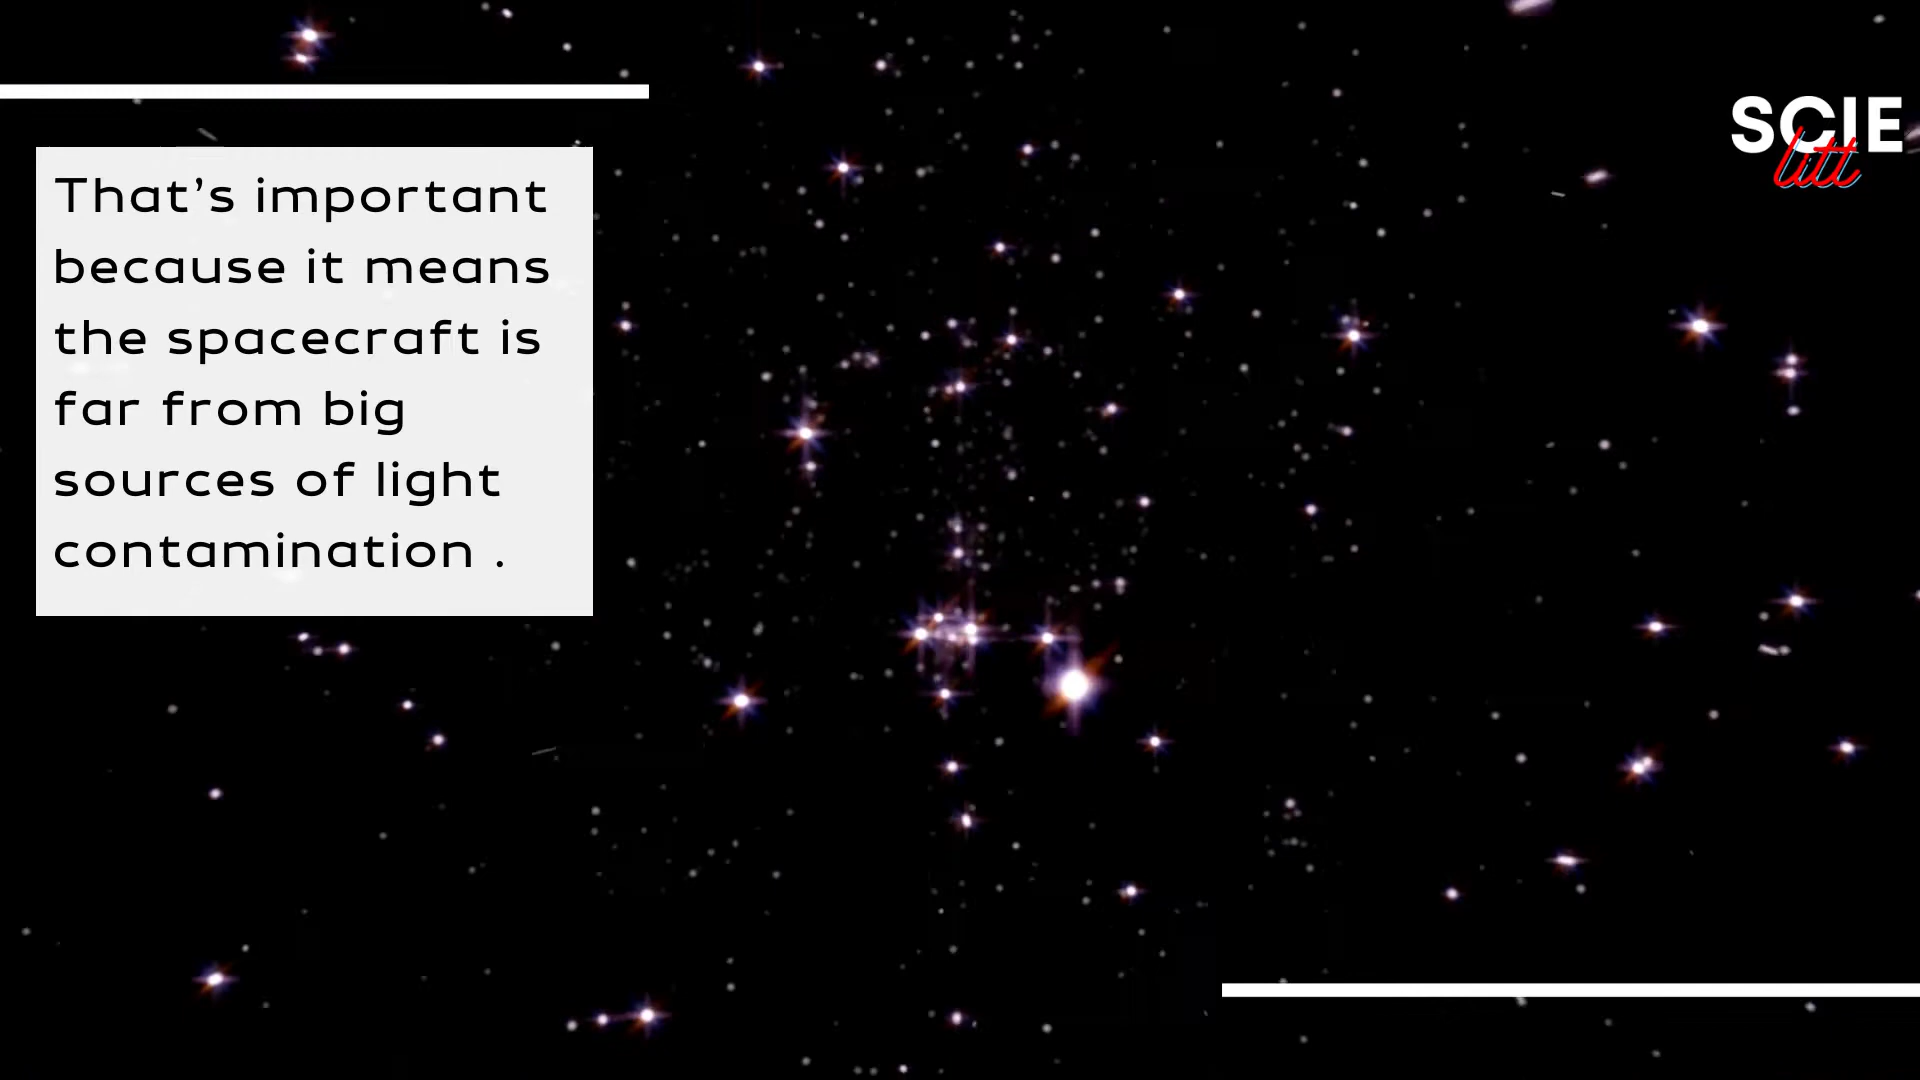 That’s important
because it means
the spacecraft is
far from big
sources of light
contamination .
SCIE
litt